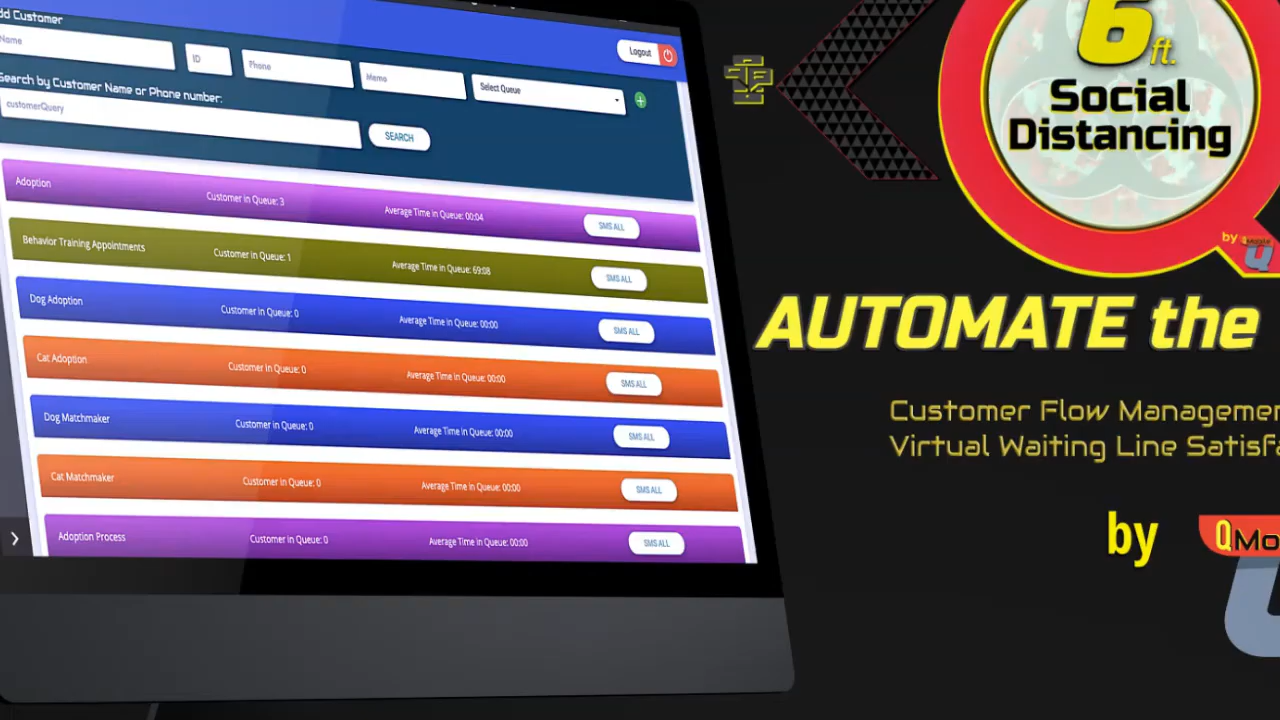 dd Customer
Name
ID
Phone
Memo
Select Queue
Logout
Search by Customer Name or Phone number:
customerQuery
SEARCH
Adoption
Customer in Queue: 3
Average Time in Queue: 00:04
SMS ALL
Behavior Training Appointments
Customer in Queue: 1
Average Time in Queue: 69:08
SMS ALL
Dog Adoption
Customer in Queue: 0
Average Time in Queue: 00:00
SMS ALL
Cat Adoption
Customer in Queue: 0
Average Time in Queue: 00:00
SMS ALL
Dog Matchmaker
Customer in Queue: 0
Average Time in Queue: 00:00
SMS ALL
Cat Matchmaker
Customer in Queue: 0
Average Time in Queue: 00:00
SMS ALL
Adoption Process
Customer in Queue: 0
Average Time in Queue: 00:00
SMS ALL
6 ft.
Social
Distancing
by QMobile
U
AUTOMATE the
Customer Flow Managemen
Virtual Waiting Line Satisfa
by QMo